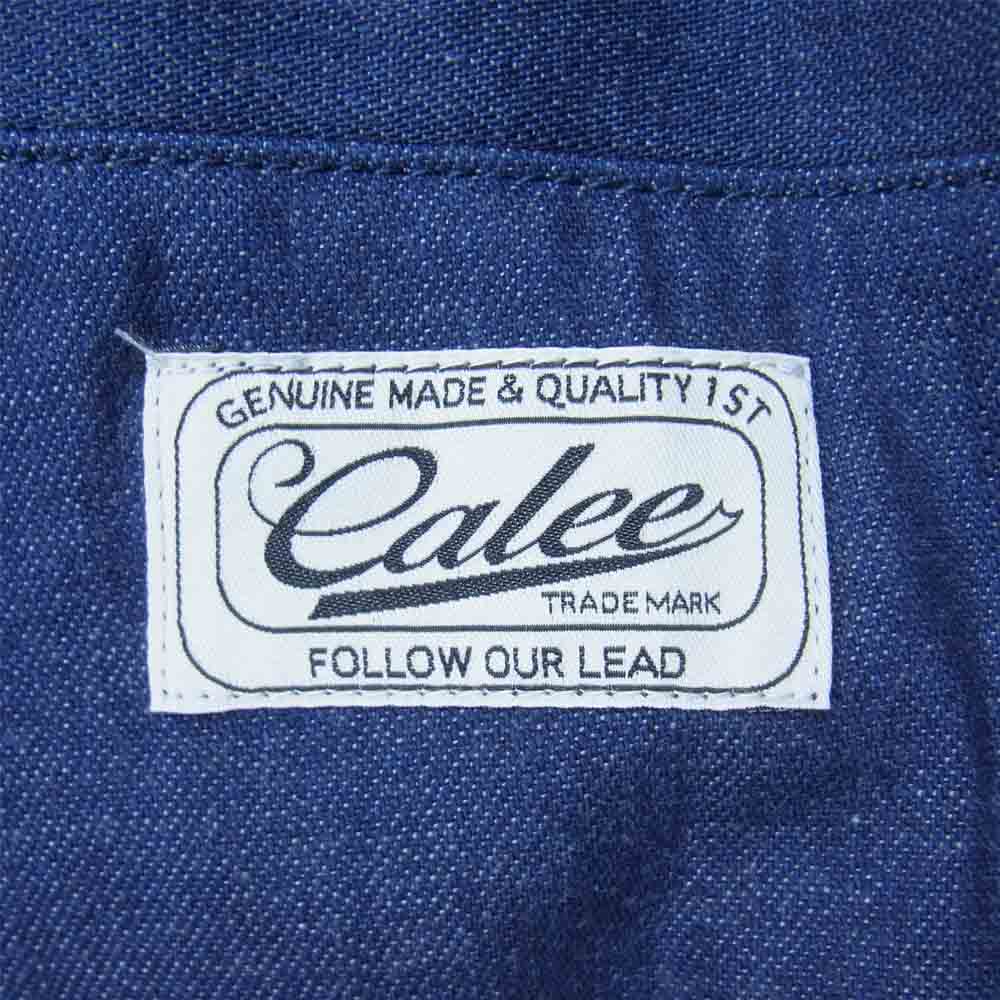 GENUINE MADE & QUALITY 1ST
Calee
TRADE MARK
FOLLOW OUR LEAD